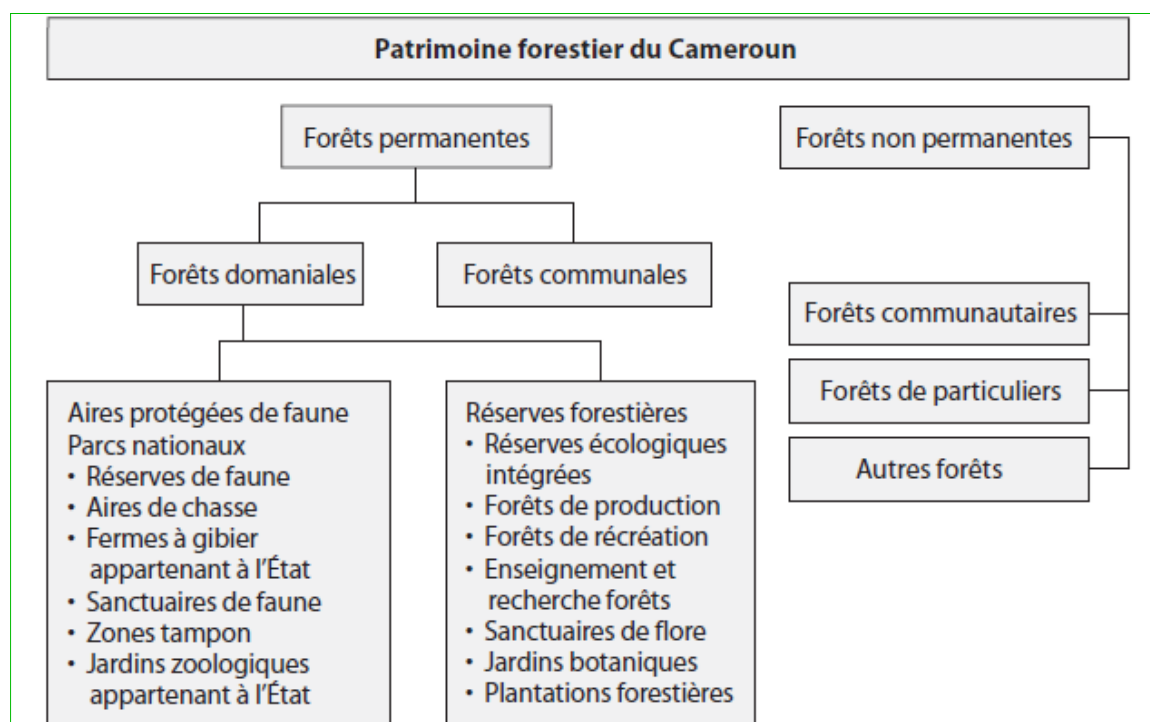 Patrimoine forestier du Cameroun
Forêts permanentes
Forêts non permanentes
Forêts domaniales
Forêts communales
Forêts communautaires
Forêts de particuliers
Autres forêts
Aires protégées de faune
Parcs nationaux
• Réserves de faune
• Aires de chasse
• Fermes à gibier
appartenant à l'État
• Sanctuaires de faune
• Zones tampon
• Jardins zoologiques
appartenant à l'État
Réserves forestières
• Réserves écologiques
intégrées
• Forêts de production
• Forêts de récréation
• Enseignement et
recherche forêts
• Sanctuaires de flore
• Jardins botaniques
• Plantations forestières